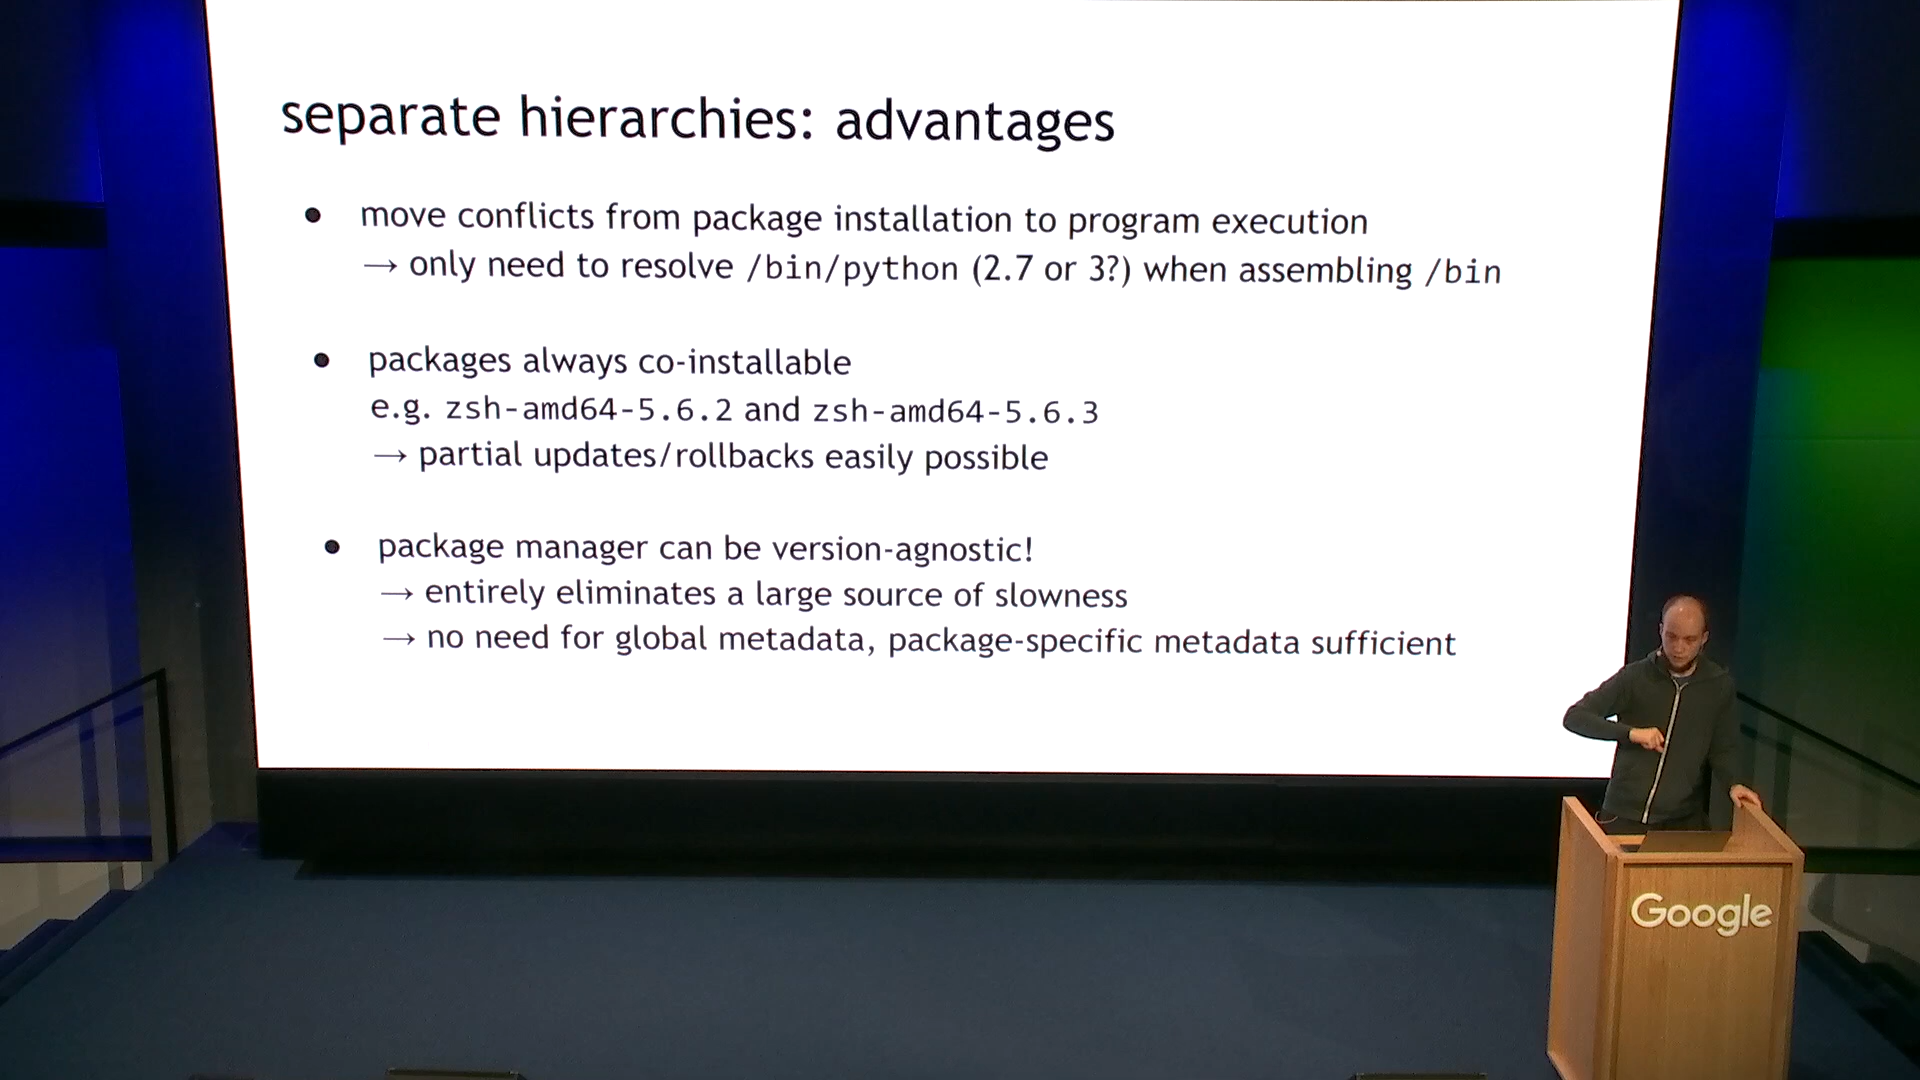 separate hierarchies: advantages
● move conflicts from package installation to program execution
→ only need to resolve /bin/python (2.7 or 3?) when assembling /bin
● packages always co-installable
e.g. zsh-amd64-5.6.2 and zsh-amd64-5.6.3
→ partial updates/rollbacks easily possible
● package manager can be version-agnostic!
→ entirely eliminates a large source of slowness
→ no need for global metadata, package-specific metadata sufficient
Google